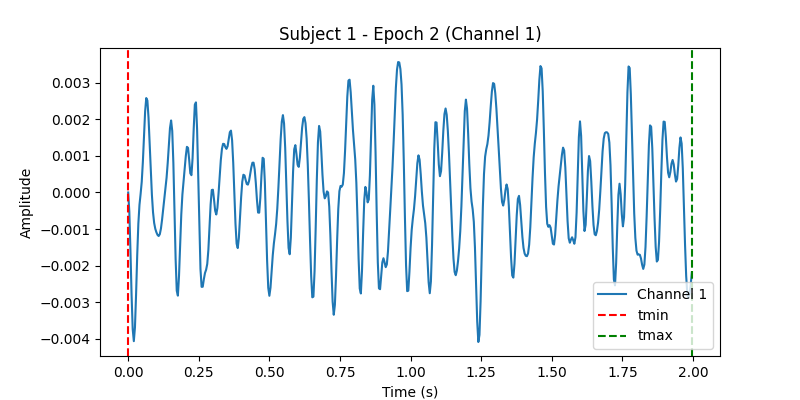 Subject 1 - Epoch 2 (Channel 1)
Amplitude
0.003
0.002
0.001
0.000
−0.001
−0.002
−0.003
−0.004
Channel 1
tmin
tmax
0.00 0.25 0.50 0.75 1.00 1.25 1.50 1.75 2.00
Time (s)